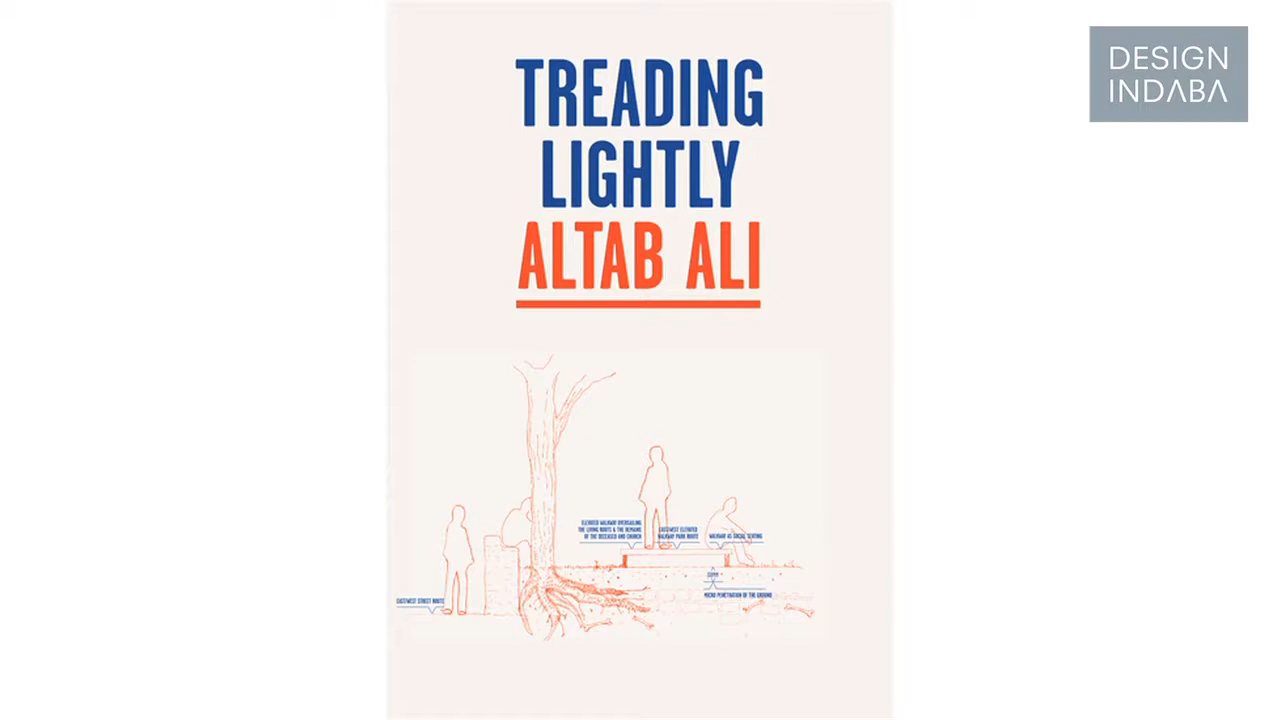 DESIGN
INDABA
TREADING
LIGHTLY
ALTAB ALI
ELEVATED WALKWAY OVERSAILING
THE LIVING ROOTS & THE REMAINS
OF THE DECEASED AND CHURCH
EAST/WEST ELEVATED
WALKWAY PARK ROUTE
WALKWAY AS SOCIAL SEATING
EAST/WEST STREET ROUTE
MICRO PENETRATION OF THE GROUND